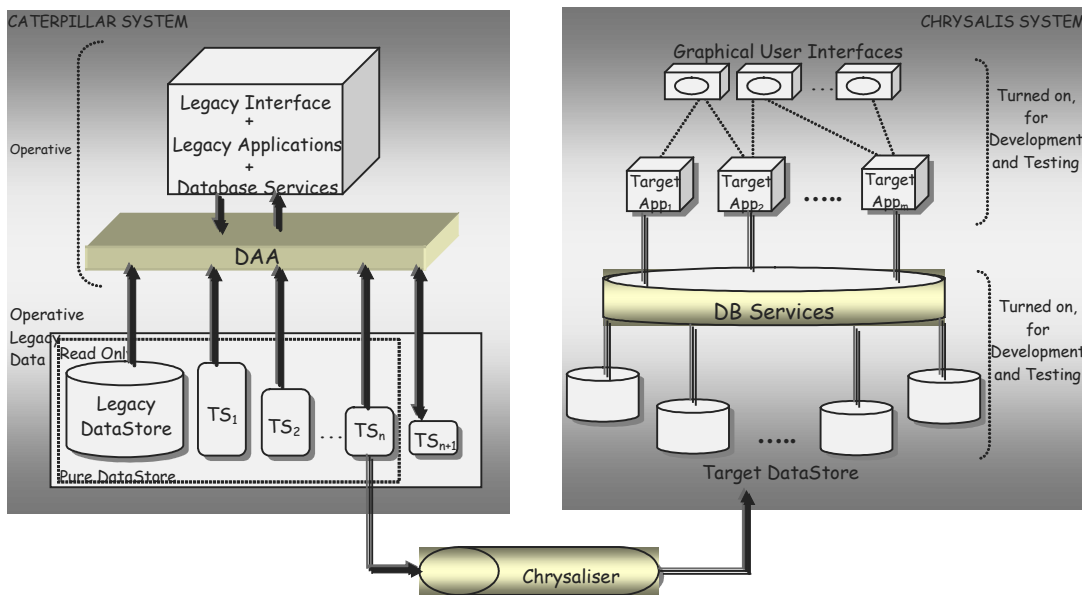 CATERPILLAR SYSTEM
Operative
Legacy Interface
+
Legacy Applications
+
Database Services
DAA
Operative
Legacy
Data
Read Only
Legacy
DataStore
TS1
TS2
...
TSn
TSn+1
Pure DataStore
Chrysaliser
CHRYSALIS SYSTEM
Graphical User Interfaces
...
Turned on,
for
Development
and Testing
Target
App1
Target
App2
.....
Target
Appm
DB Services
Turned on,
for
Development
and Testing
.....
Target DataStore